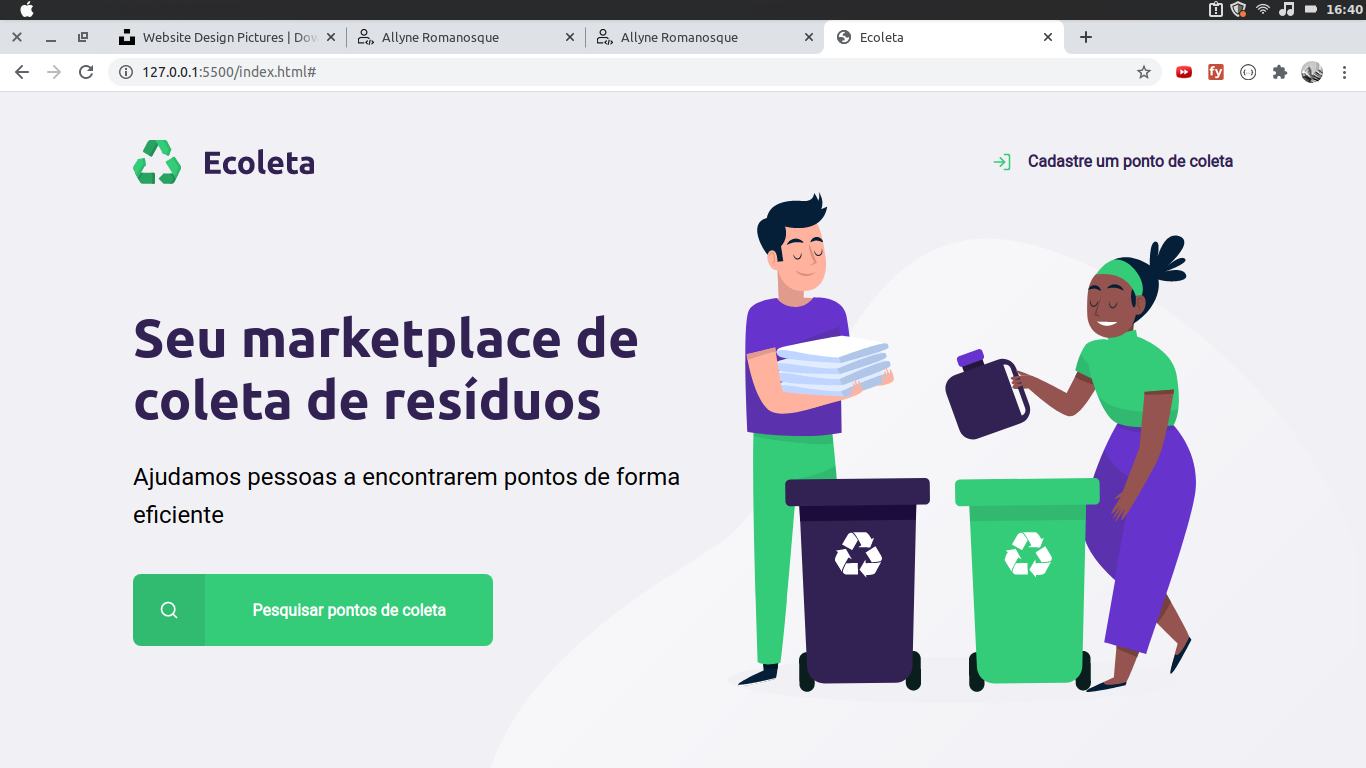 16:40
Website Design Pictures | Dow
Allyne Romanosque
Allyne Romanosque
Ecoleta
127.0.0.1:5500/index.html#
fy
Ecoleta
Cadastre um ponto de coleta
Seu marketplace de
coleta de resíduos
Ajudamos pessoas a encontrarem pontos de forma
eficiente
Pesquisar pontos de coleta